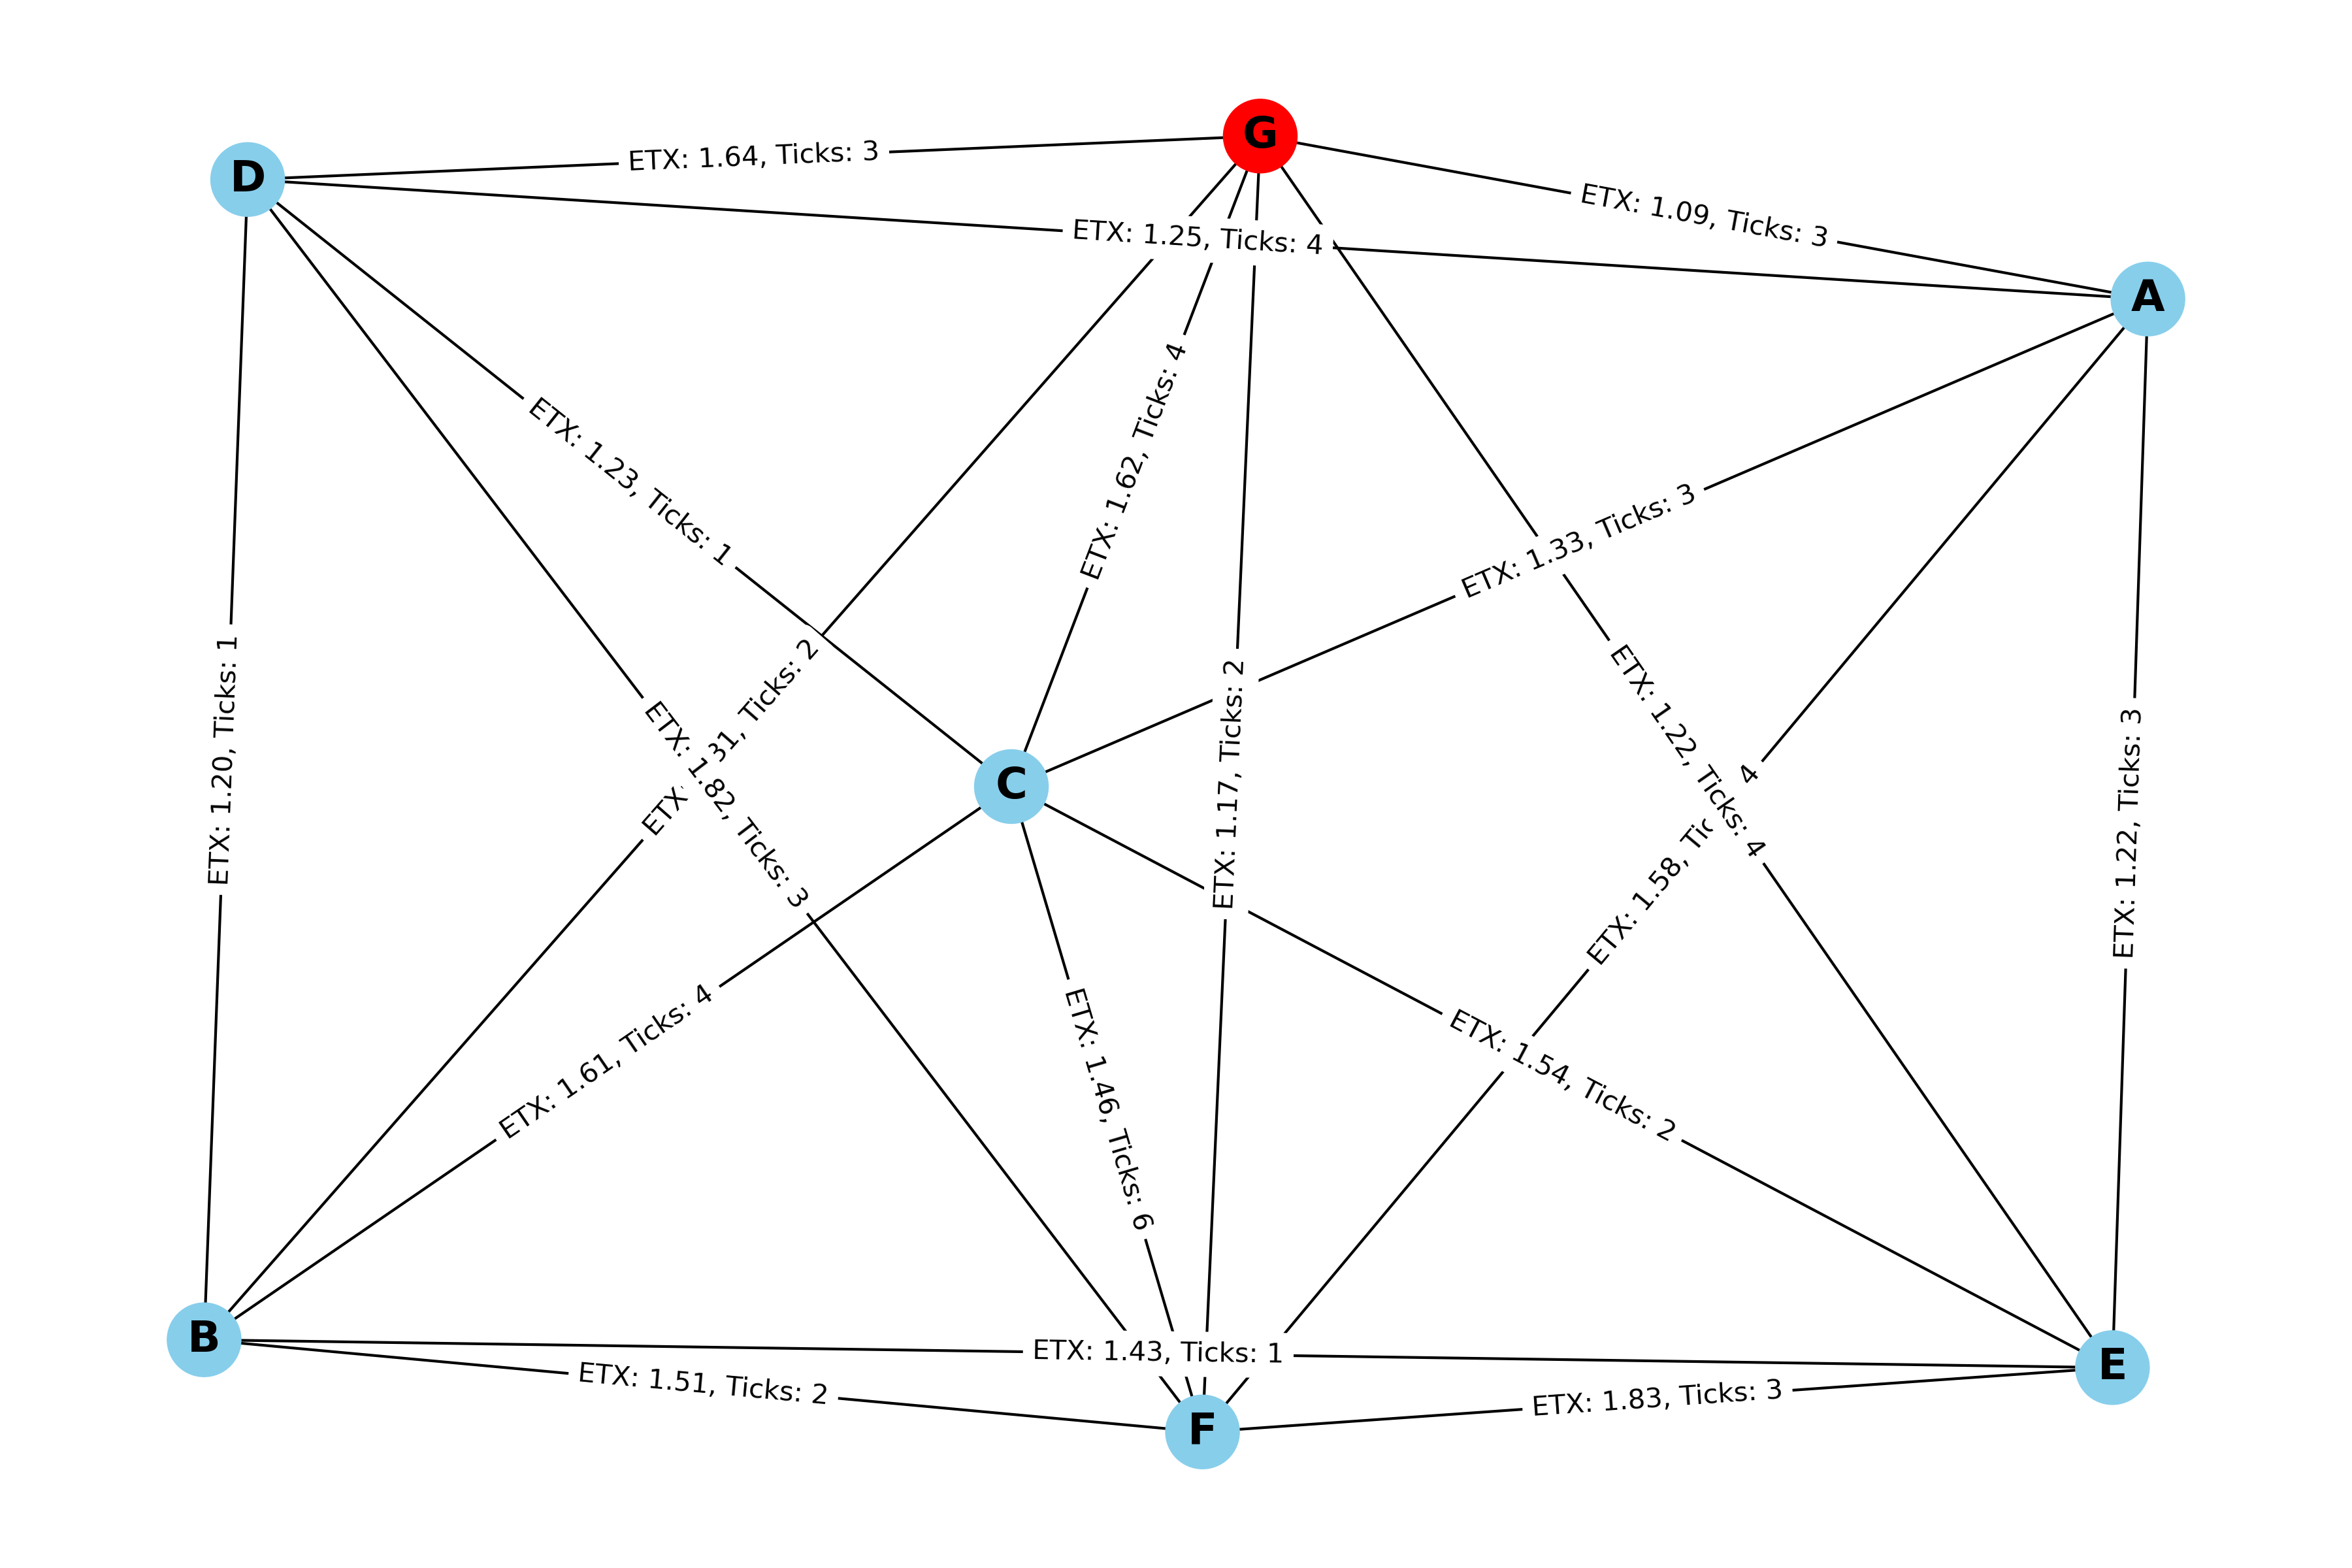 G
D
ETX: 1.64, Ticks: 3
ETX: 1.09, Ticks: 3
ETX: 1.25, Ticks: 4
A
ETX: 1.62, Ticks: 4
ETX: 1.23, Ticks: 1
ETX: 1.33, Ticks: 3
ETX: 1.20, Ticks: 1
31, Ticks: 2
ETX: 1.82, Ticks: 3
ETX: 1.17, Ticks: 2
ETX: 1.22, Ticks: 4
ETX: 1.58, 4
ETX: 1.22, Ticks: 3
C
ETX: 1.61, Ticks: 4
ETX: 1.46, Ticks: 6
ETX: 1.54, Ticks: 2
B
ETX: 1.43, Ticks: 1
E
ETX: 1.51, Ticks: 2
ETX: 1.83, Ticks: 3
F